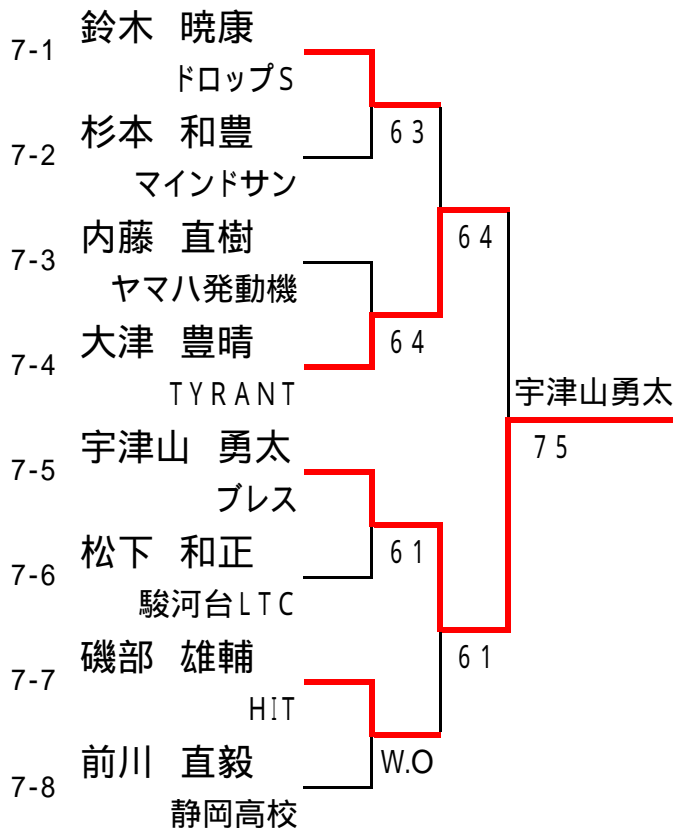 7-1 鈴木 暁康
ドロップS
7-2 杉本 和豊
マインドサン
7-3 内藤 直樹
ヤマハ発動機
7-4 大津 豊晴
TYRANT
7-5 宇津山 勇太
ブレス
7-6 松下 和正
駿河台LTC
7-7 磯部 雄輔
HIT
7-8 前川 直毅
静岡高校
6 3
6 4
6 1
W.O
6 4
6 1
宇津山勇太
7 5